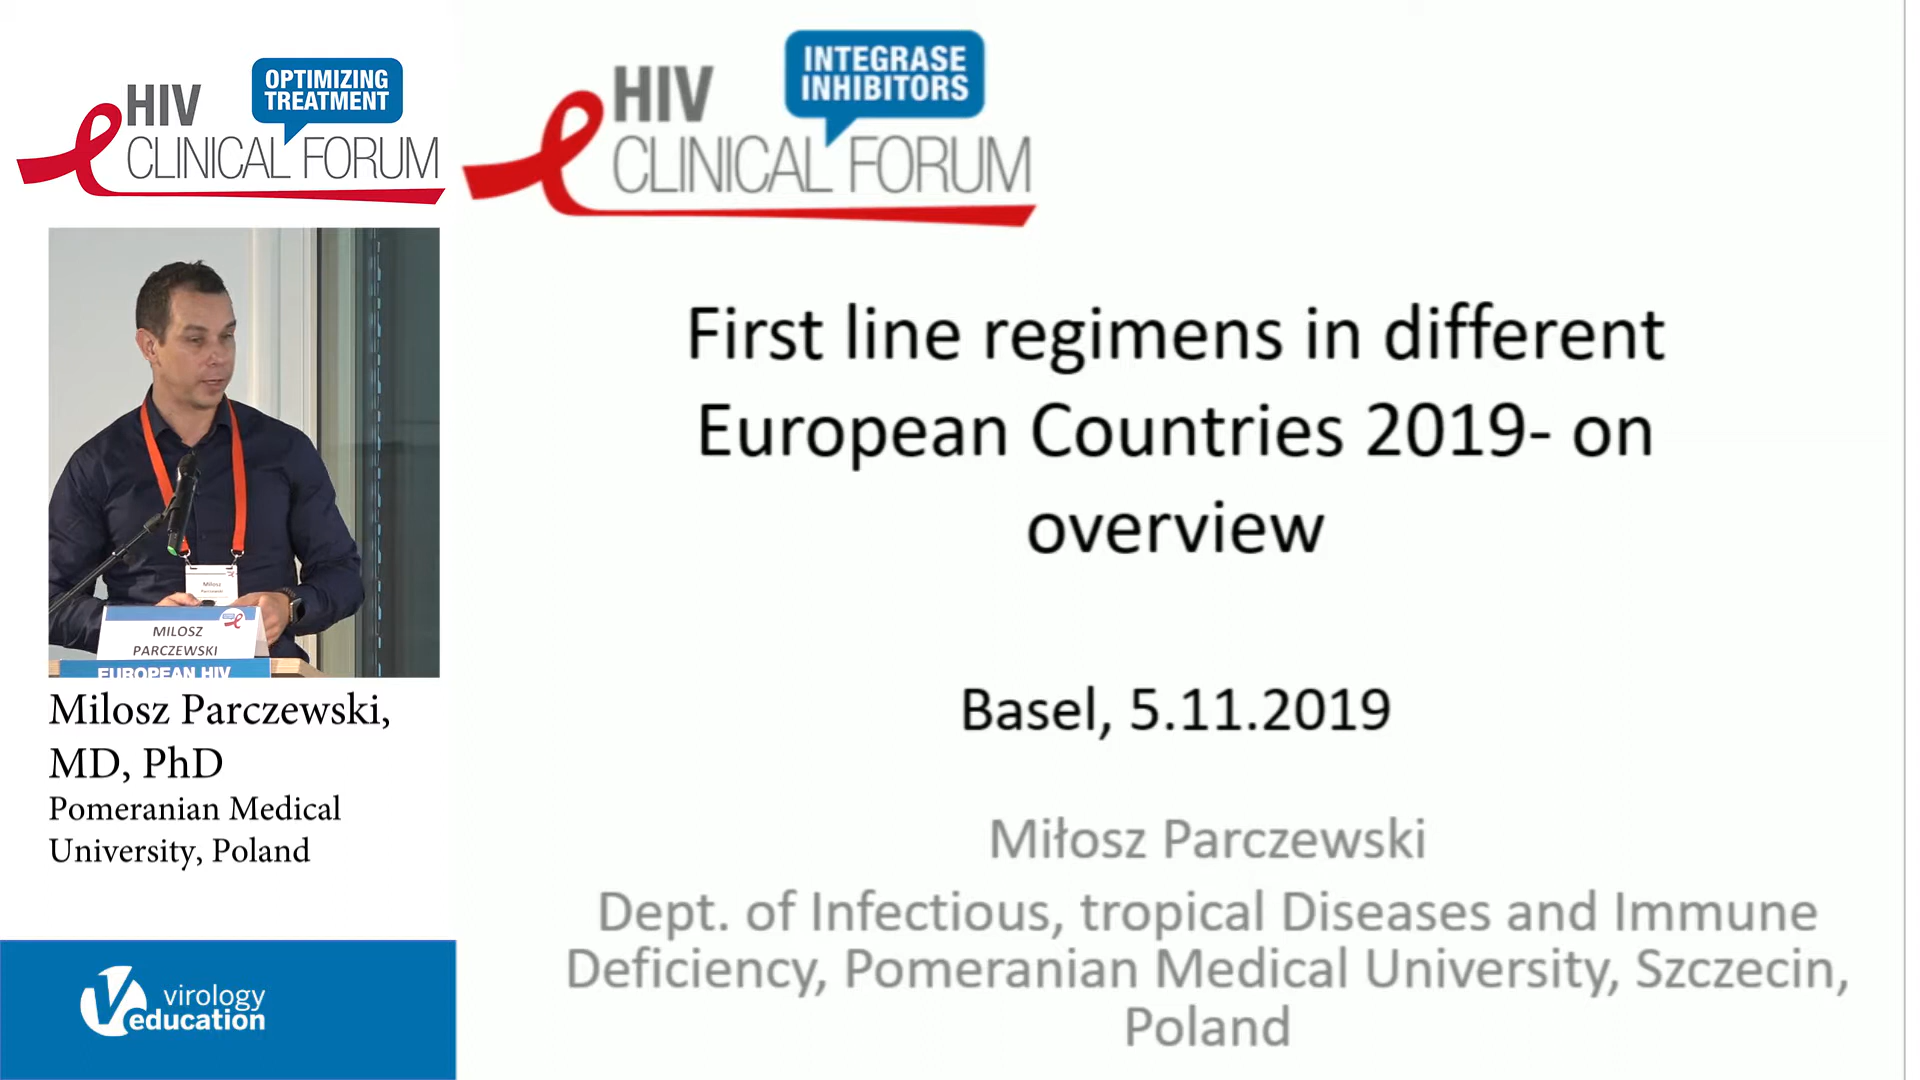 HIV
OPTIMIZING
TREATMENT
CLINICAL FORUM
MILOSZ
PARCZEWSKI
EUROPEAN HIV
Milosz Parczewski,
MD, PhD
Pomeranian Medical
University, Poland
virology
education
HIV
INTEGRASE
INHIBITORS
CLINICAL FORUM
First line regimens in different
European Countries 2019- on
overview
Basel, 5.11.2019
Miłosz Parczewski
Dept. of Infectious, tropical Diseases and Immune
Deficiency, Pomeranian Medical University, Szczecin,
Poland